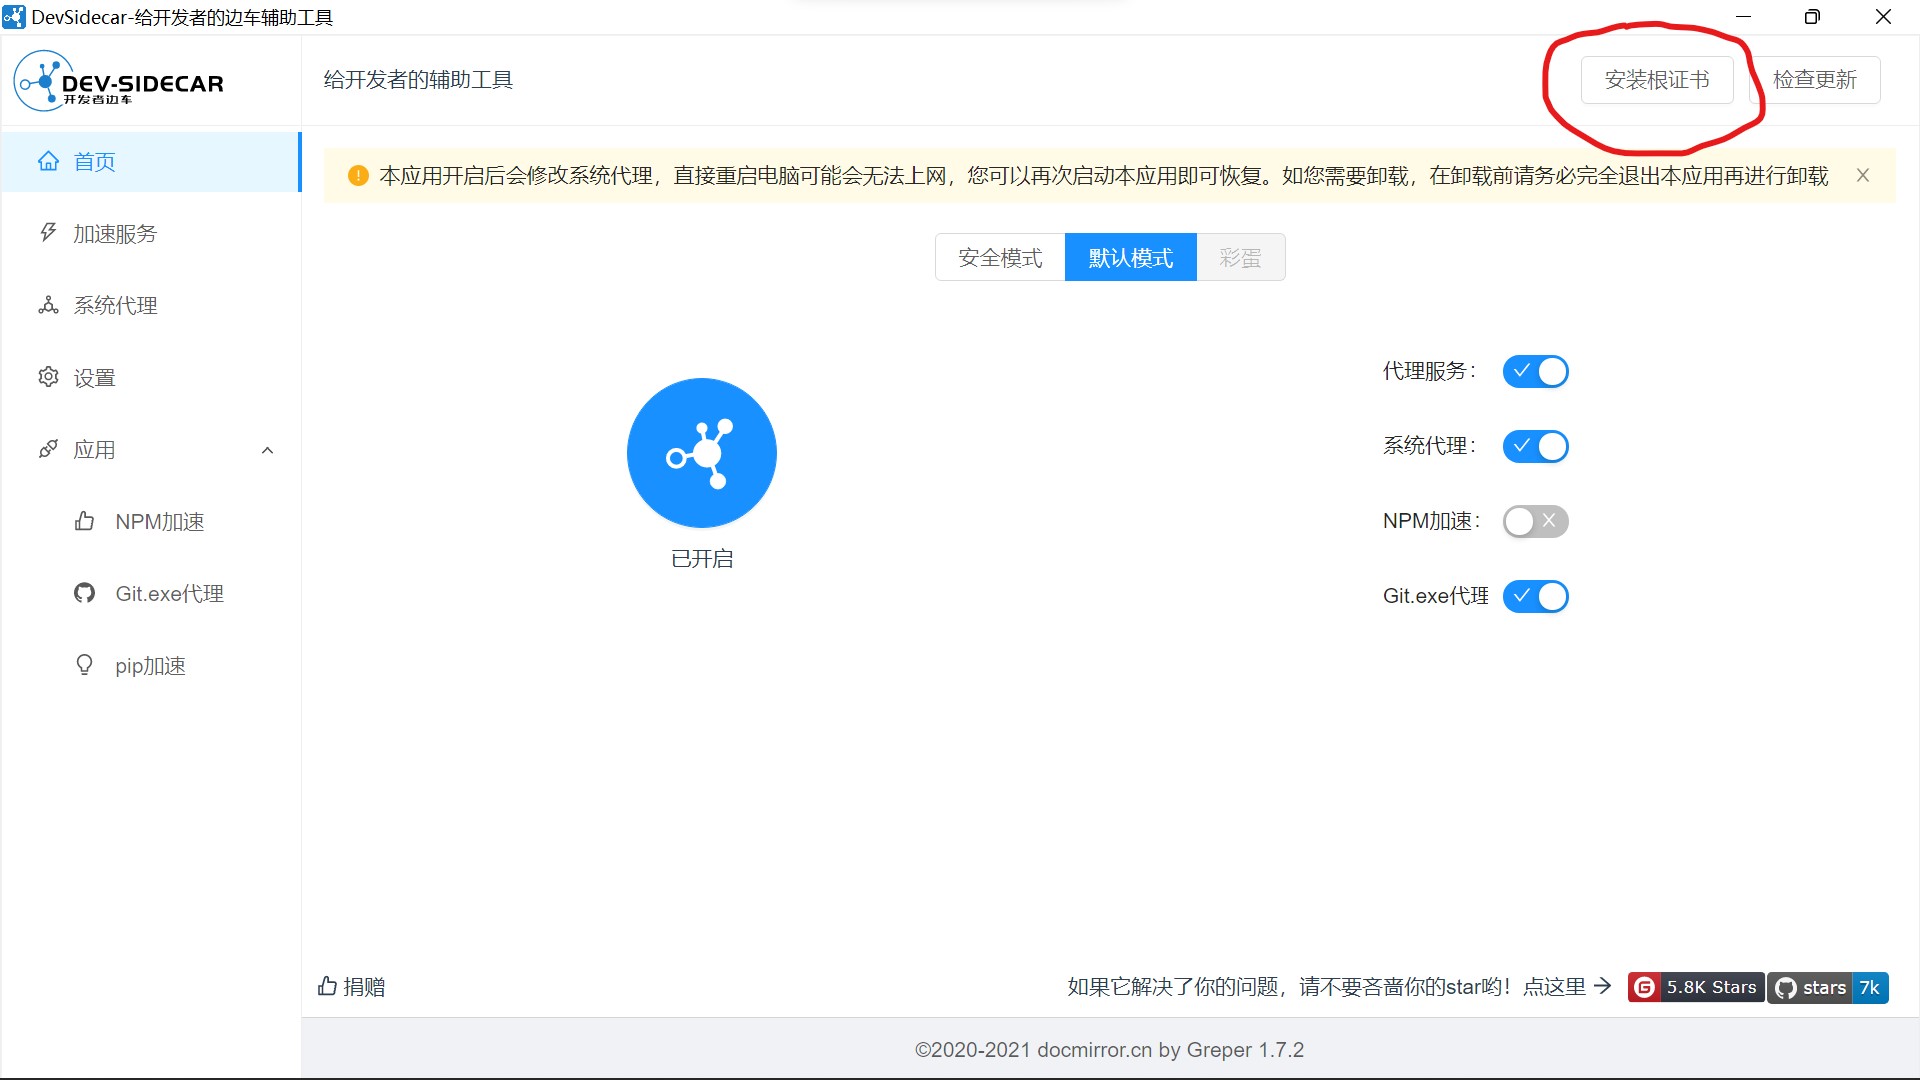 DevSidecar-给开发者的边车辅助工具
DEV-SIDECAR
开发者边车
给开发者的辅助工具
安装根证书
检查更新
首页
本应用开启后会修改系统代理，直接重启电脑可能会无法上网，您可以再次启动本应用即可恢复。如您需要卸载，在卸载前请务必完全退出本应用再进行卸载
加速服务
安全模式
默认模式
彩蛋
系统代理
设置
应用
NPM加速
Git.exe代理
pip加速
已开启
代理服务：
系统代理：
NPM加速：
Git.exe代理
捐赠
如果它解决了你的问题，请不要吝啬你的star哟！点这里
G 5.8K Stars
stars 7k
©2020-2021 docmirror.cn by Greper 1.7.2